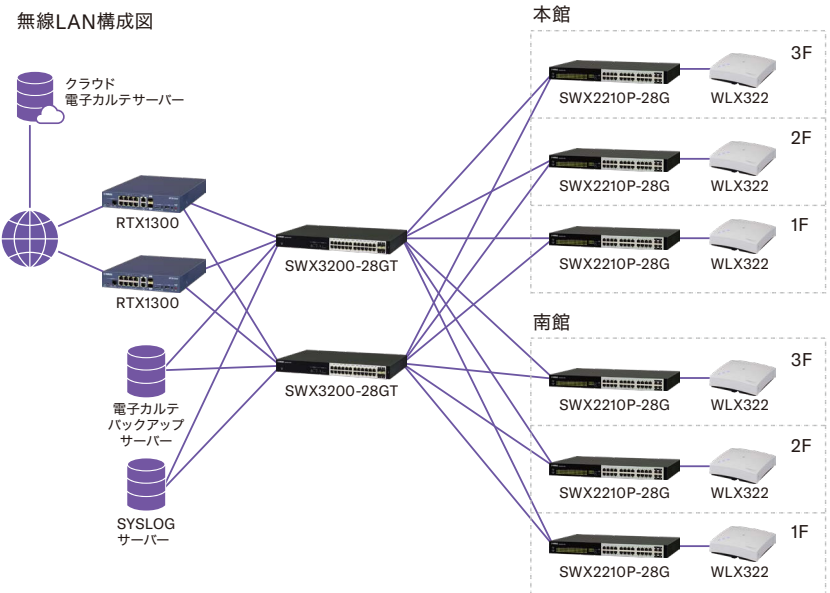 無線LAN構成図
クラウド
電子カルテサーバー
RTX1300
RTX1300
電子カルテ
バックアップ
サーバー
SYSLOG
サーバー
SWX3200-28GT
SWX3200-28GT
本館
3F
SWX2210P-28G
WLX322
2F
SWX2210P-28G
WLX322
1F
SWX2210P-28G
WLX322
南館
3F
SWX2210P-28G
WLX322
2F
SWX2210P-28G
WLX322
1F
SWX2210P-28G
WLX322